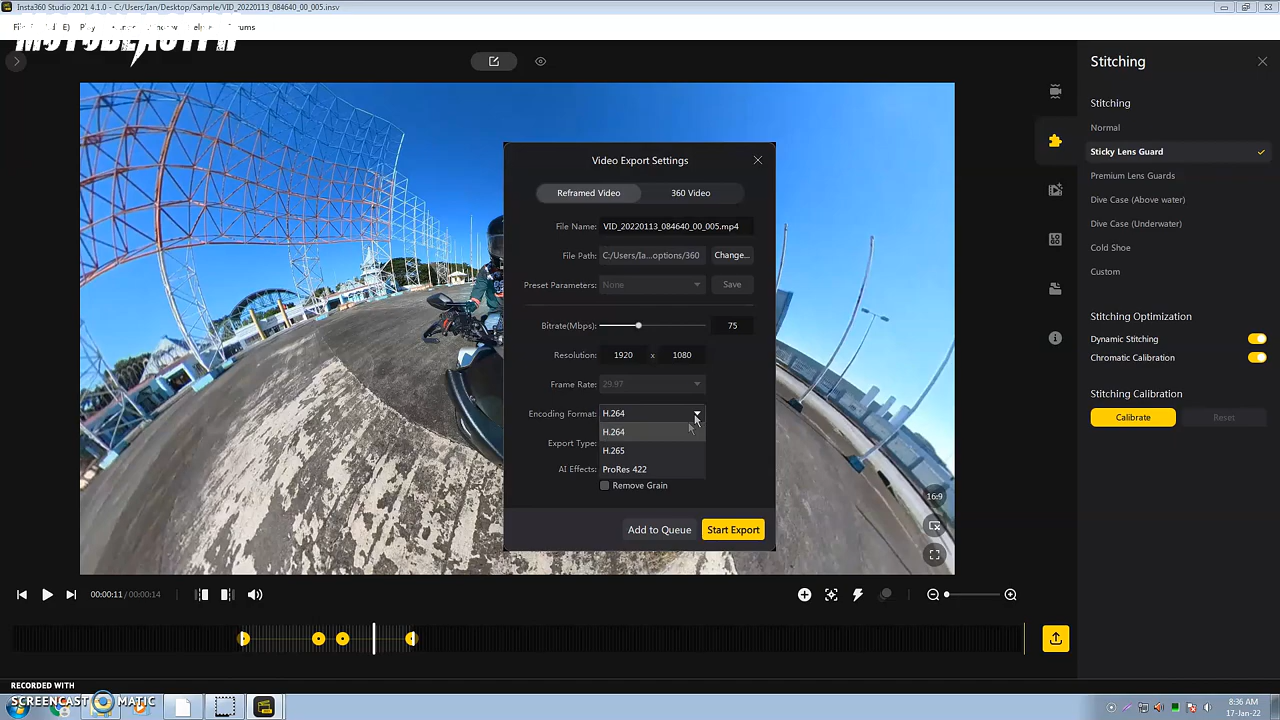 Insta360 Studio 2021 4.1.0 - C:/Users/Ian/Desktop/Sample/VID_20220113_084640_00_005.insv
MOTOBEASTPH
Stitching
Video Export Settings
Reframed Video 360 Video
File Name: VID_20220113_084640_00_005.mp4
File Path: C:/Users/Ia...options/360 Change...
Preset Parameters: None Save
Bitrate(Mbps): 75
Resolution: 1920 x 1080
Frame Rate: 29.97
Encoding Format: H.264
H.264
Export Type: H.265
AI Effects: ProRes 422
Remove Grain
Add to Queue Start Export
Stitching
Normal
Sticky Lens Guard
Premium Lens Guards
Dive Case (Above water)
Dive Case (Underwater)
Cold Shoe
Custom
Stitching Optimization
Dynamic Stitching
Chromatic Calibration
Stitching Calibration
Calibrate Reset
16:9
00:00:11 / 00:00:14
RECORDED WITH
SCREENCAST MATIC
8:36 AM
17-Jan-22